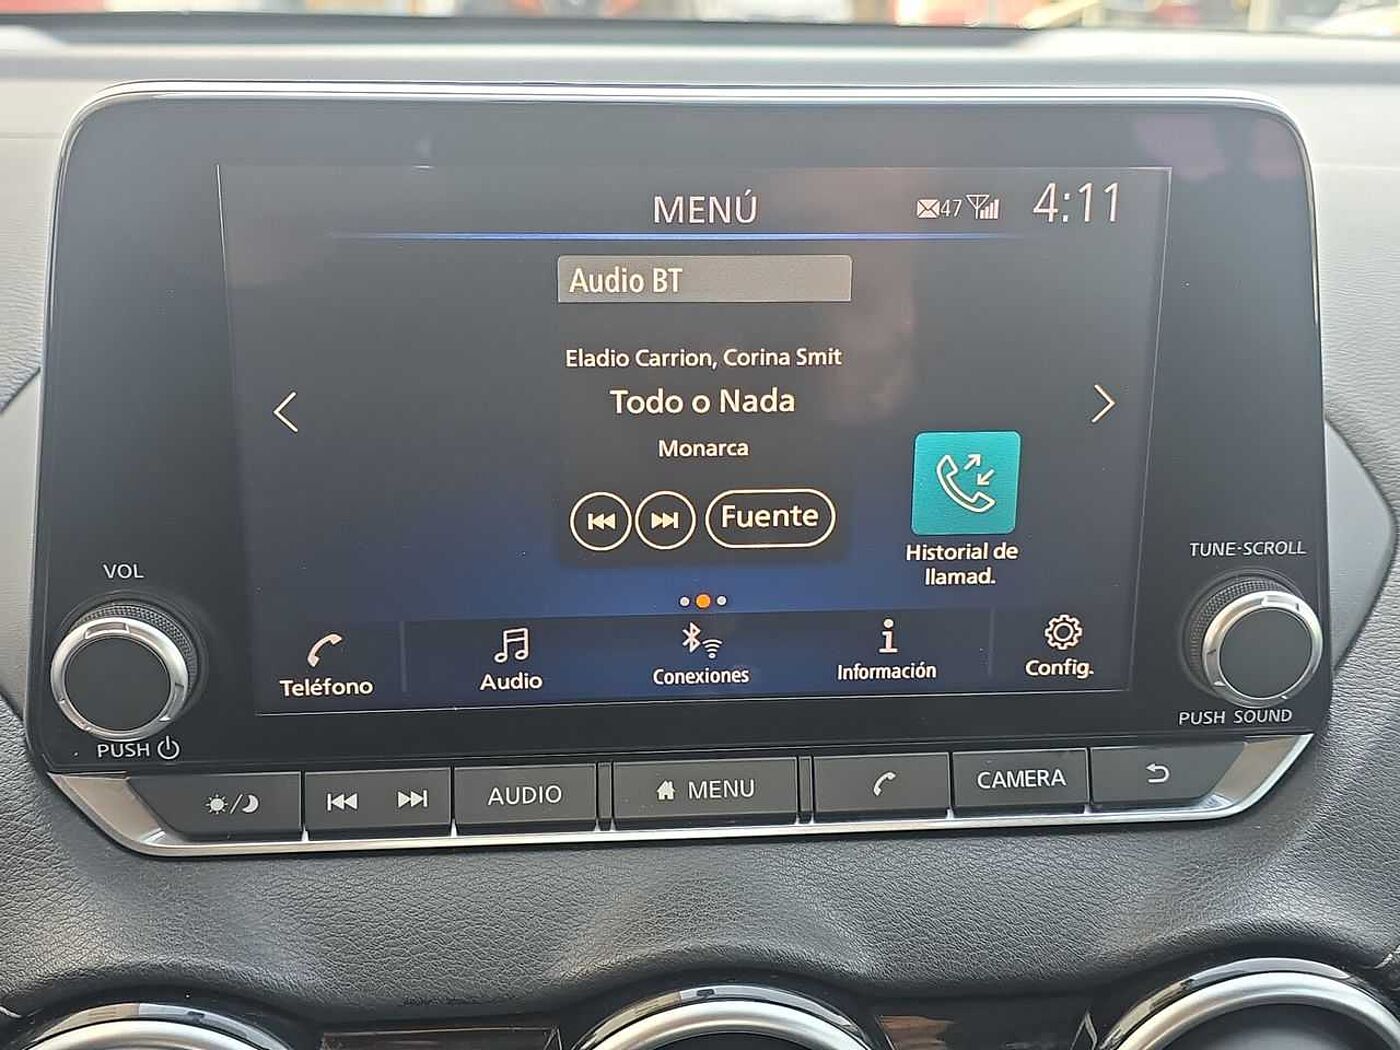 MENÚ
47
4:11
Audio BT
Eladio Carrion, Corina Smit
Todo o Nada
Monarca
Fuente
Historial de
llamad.
Teléfono
Audio
Conexiones
Información
Config.
VOL
PUSH
TUNE·SCROLL
PUSH SOUND
AUDIO
MENU
CAMERA